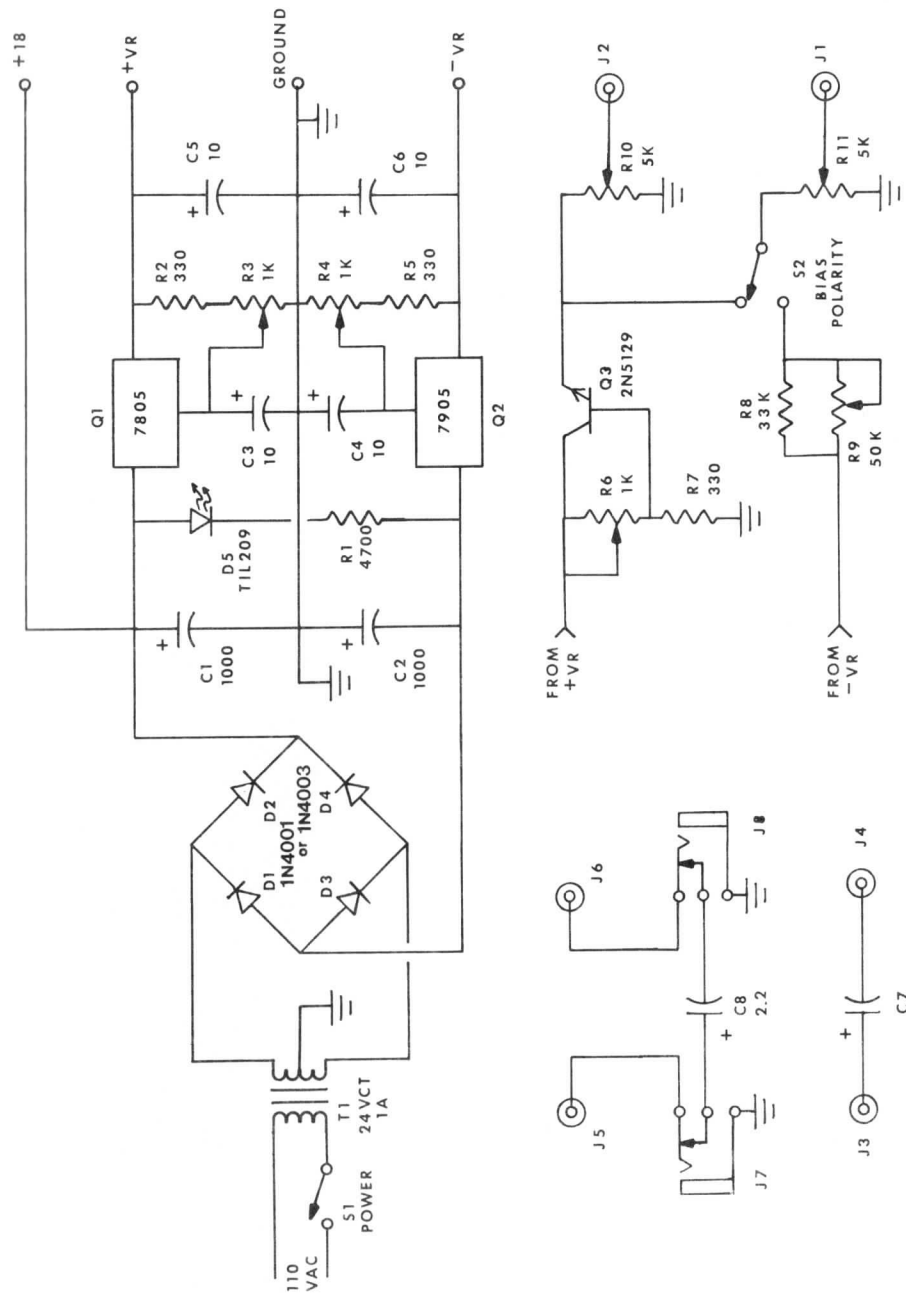 +18
+VR
GROUND
−VR
Q1
7805
R2
330
R3
1K
R4
1K
R5
330
C5
10
C6
10
C3
10
C4
10
7905
Q2
D5
TIL209
R1
4700
+
C1
1000
+
C2
1000
+
+
+
+
D1
D2
1N4001
or 1N4003
D3
D4
T1
24VCT
1A
S1
POWER
110
VAC
J2
R10
5K
J1
R11
5K
S2
BIAS
POLARITY
Q3
2N5129
R6
1K
R7
330
R8
33K
R9
50K
FROM
+VR
FROM
−VR
J5
J6
J7
J8
+
C8
2.2
J3
+
C7
J4